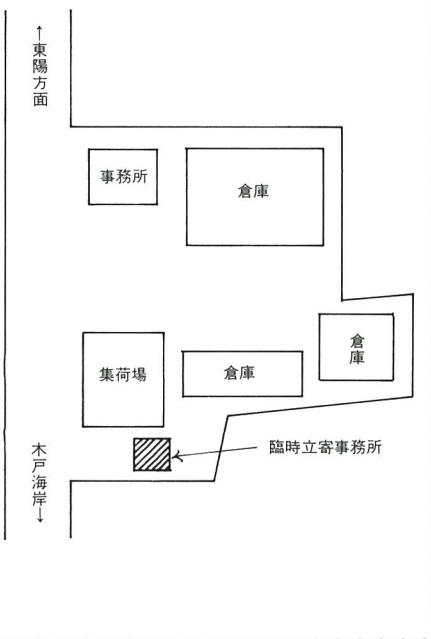 ←東陽方面
事務所
倉庫
倉庫
集荷場
倉庫
臨時立寄事務所
木戸海岸→